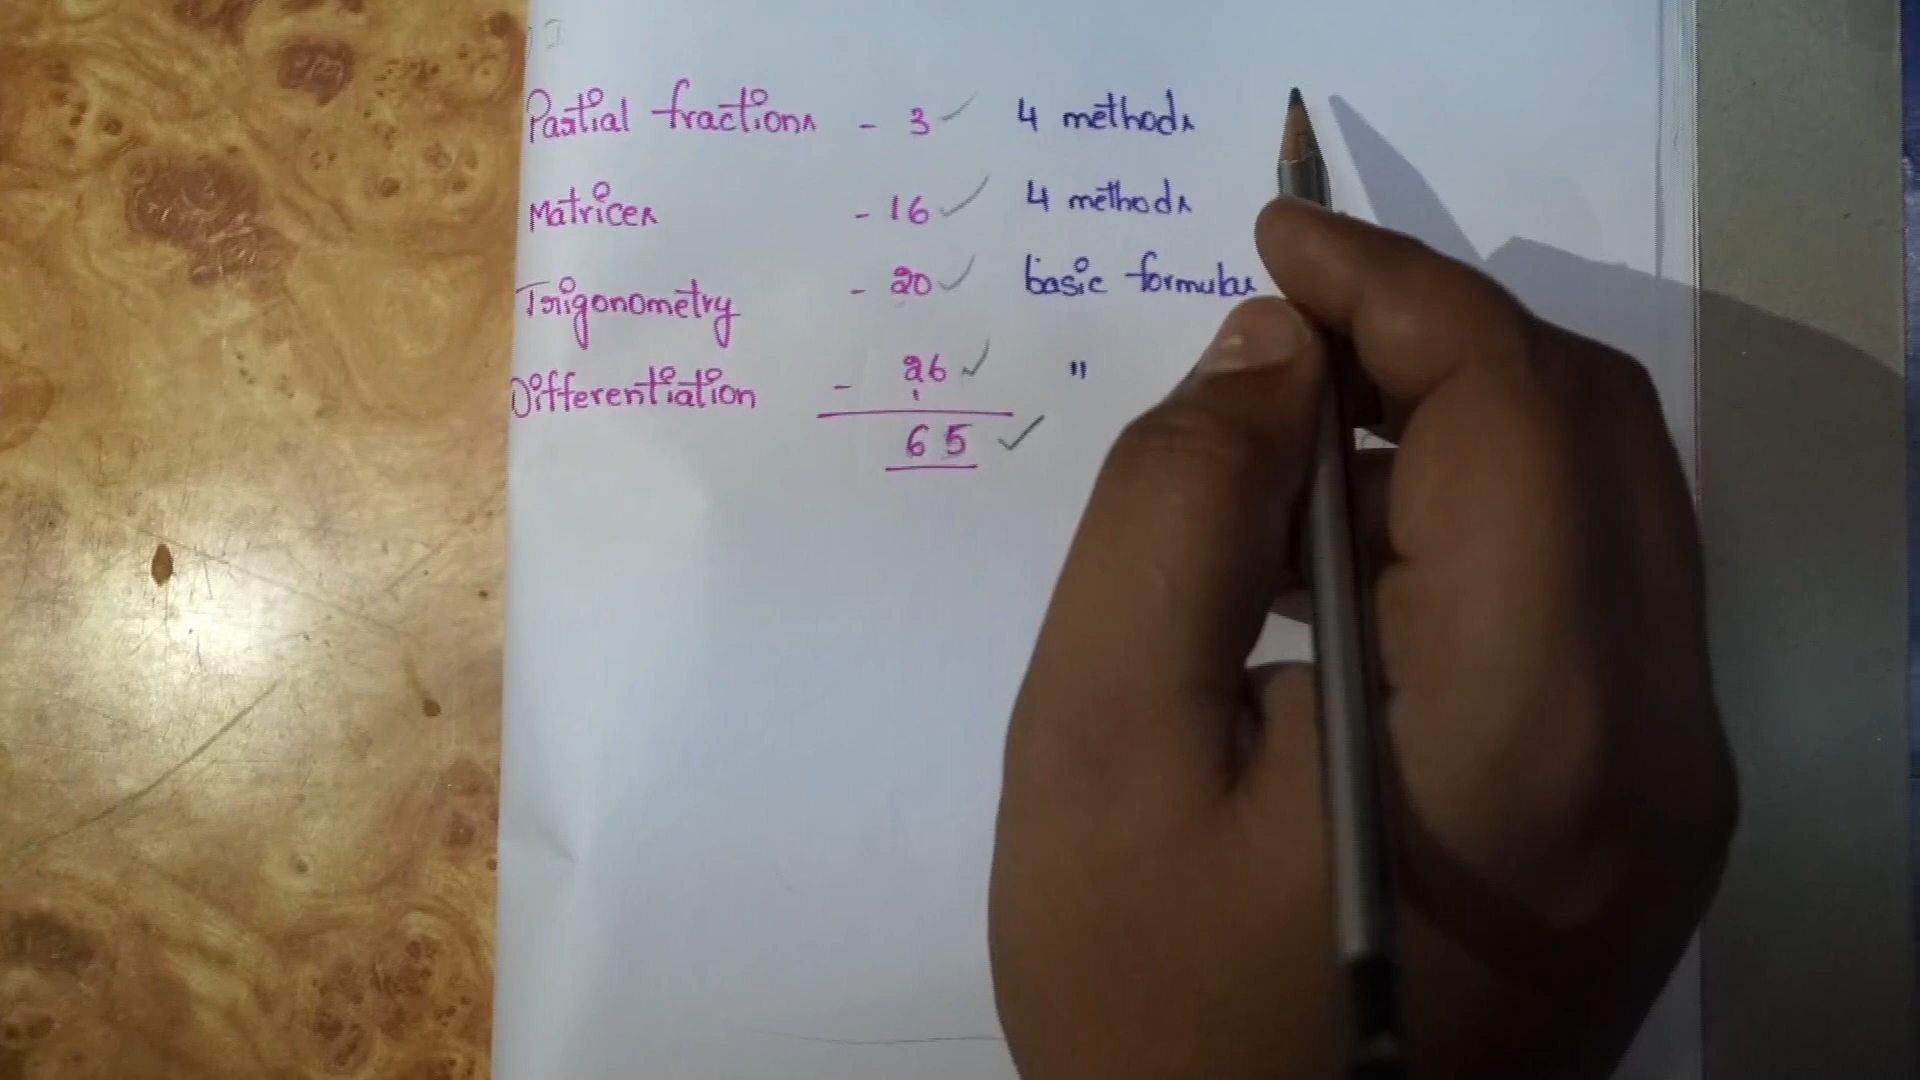 Partial fractions - 3 ✓ 4 methods
Matrices - 16 ✓ 4 methods
Trigonometry - 20 ✓ basic formulas
Differentiation - 26 ✓ "
65 ✓